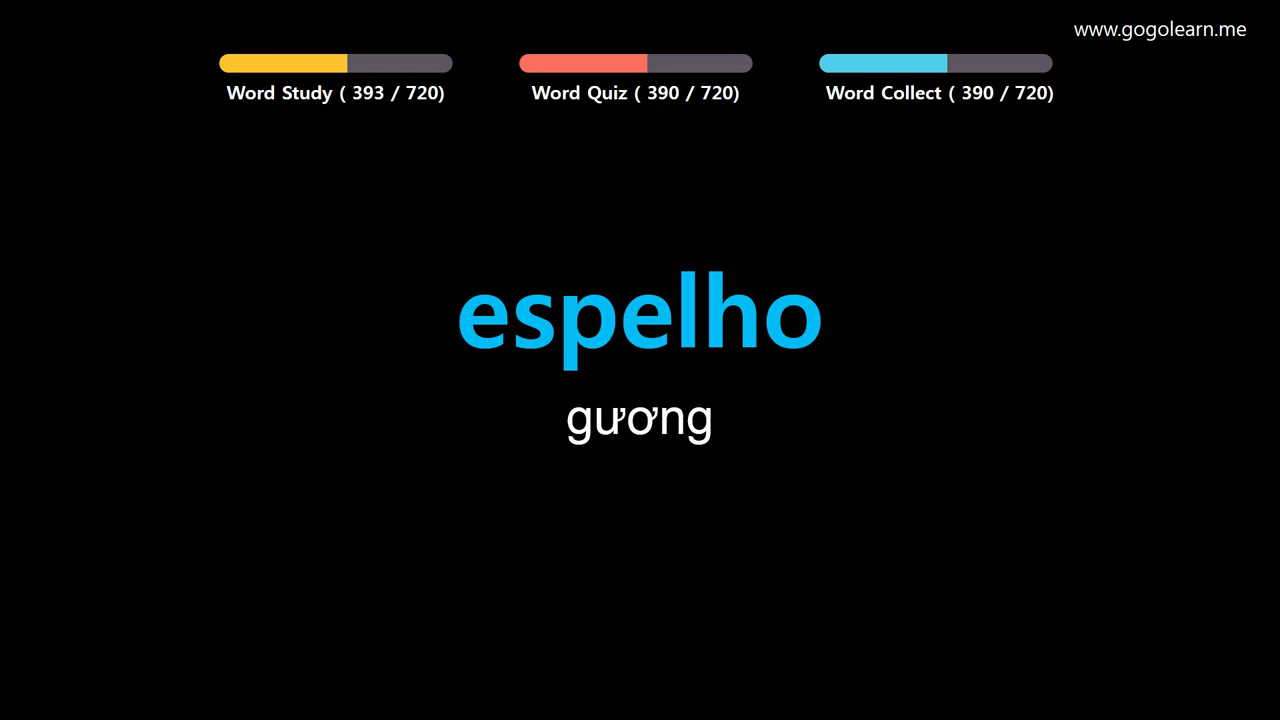 www.gogolearn.me
Word Study ( 393 / 720)
Word Quiz ( 390 / 720)
Word Collect ( 390 / 720)
espelho
gương